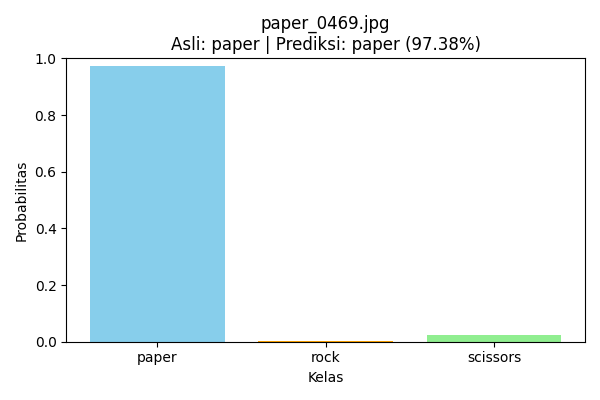 paper_0469.jpg
Asli: paper | Prediksi: paper (97.38%)
1.0
0.8
0.6
0.4
0.2
0.0
Probabilitas
paper
rock
scissors
Kelas